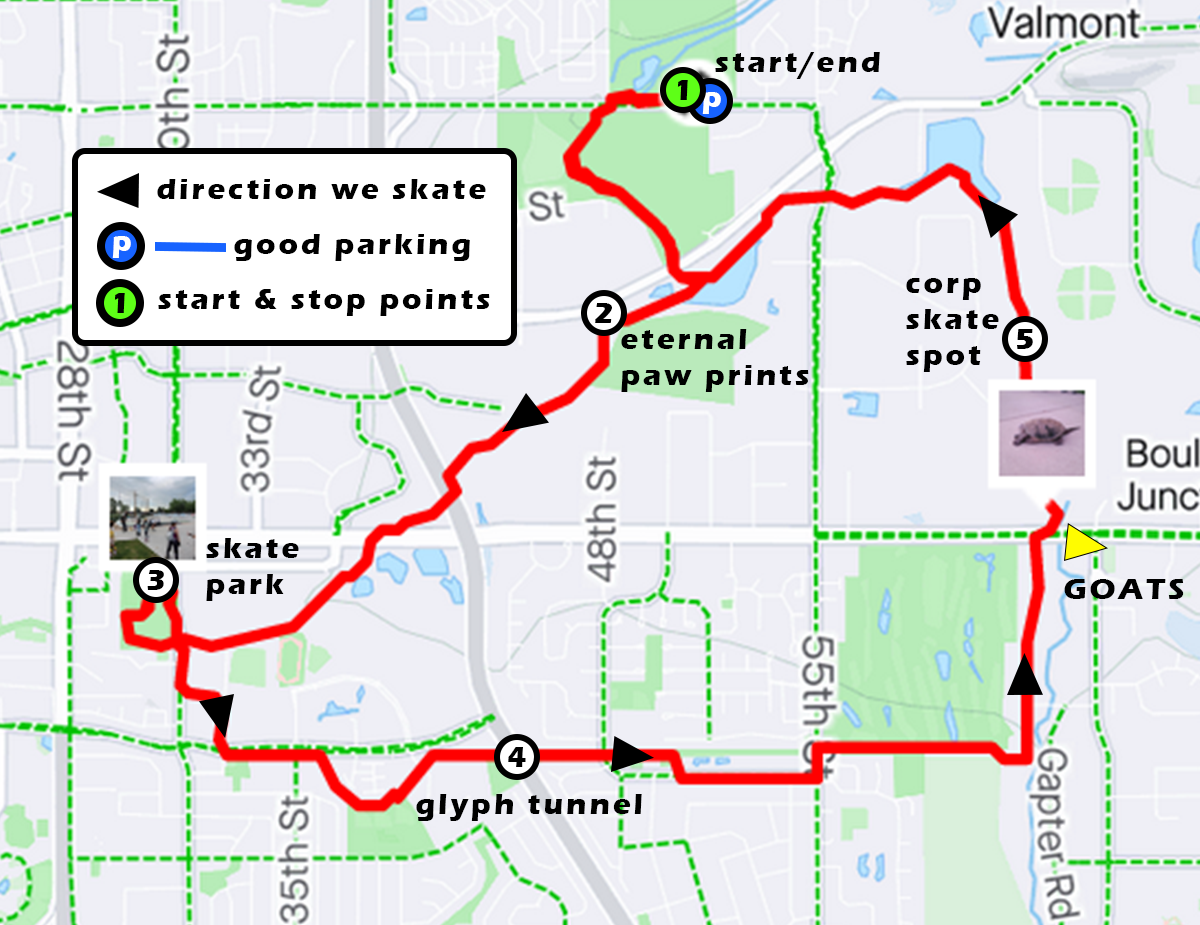 Valmont
start/end
1
P
0th St
direction we skate
P good parking
1 start & stop points
St
2
eternal
paw prints
corp
skate
spot
5
28th St
33rd St
48th St
Boul
Junc
skate
park
3
GOATS
55th St
4
glyph tunnel
35th St
Gapter Rd